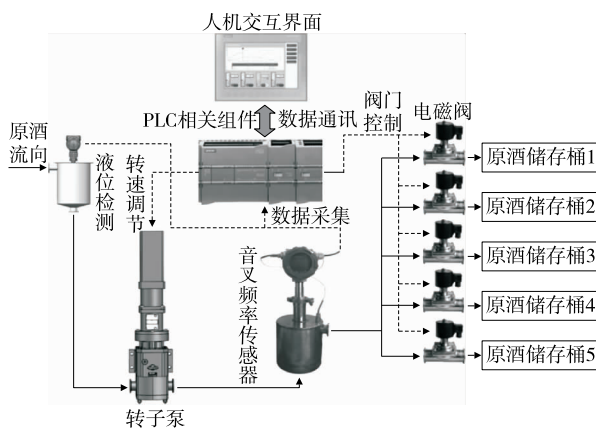 人机交互界面
PLC相关组件
数据通讯
阀门
控制
电磁阀
原酒
流向
液位检测
转速调节
数据采集
音叉频率传感器
转子泵
原酒储存桶1
原酒储存桶2
原酒储存桶3
原酒储存桶4
原酒储存桶5